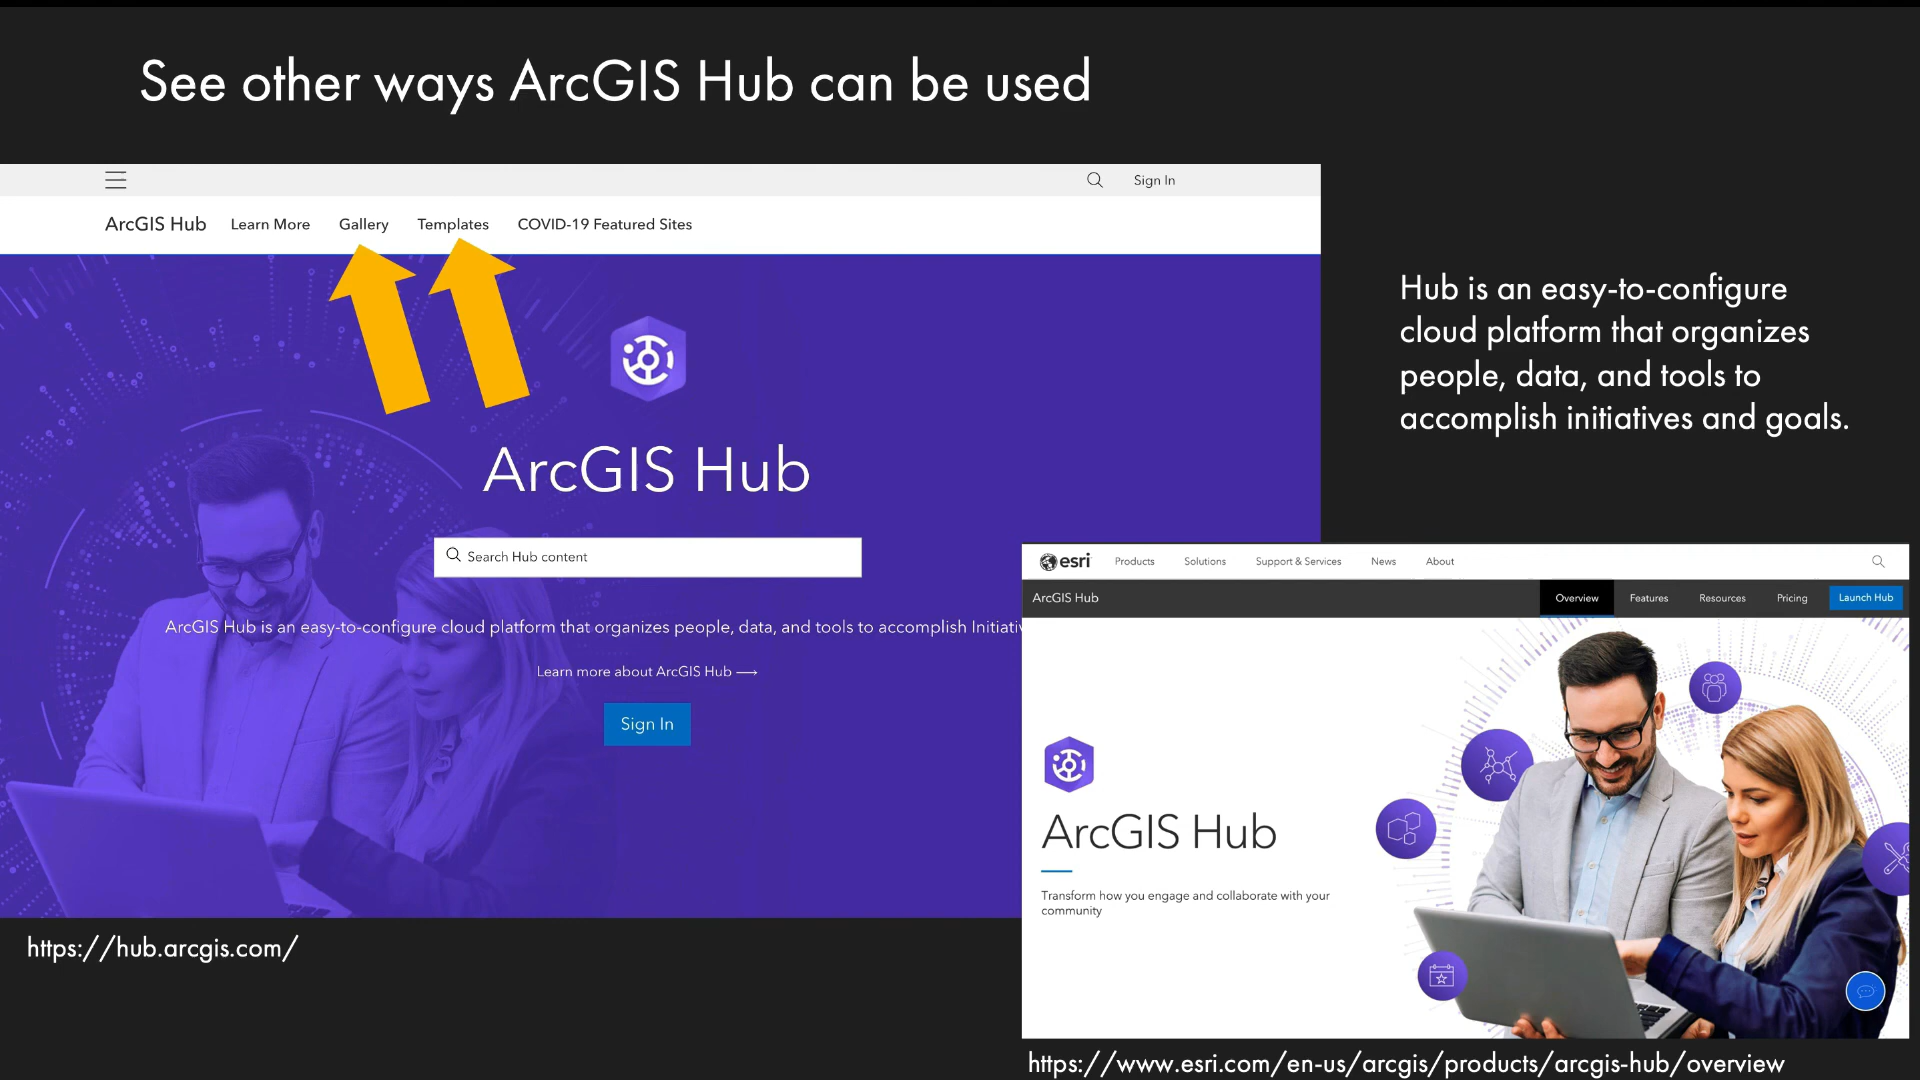 See other ways ArcGIS Hub can be used
Sign In
ArcGIS Hub Learn More Gallery Templates COVID-19 Featured Sites
ArcGIS Hub
Search Hub content
ArcGIS Hub is an easy-to-configure cloud platform that organizes people, data, and tools to accomplish
Learn more about ArcGIS Hub
Sign In
https://hub.arcgis.com/
Hub is an easy-to-configure
cloud platform that organizes
people, data, and tools to
accomplish initiatives and goals.
esri Products Solutions Support & Services News About
ArcGIS Hub Overview Features Resources Pricing Launch Hub
ArcGIS Hub
Transform how you engage and collaborate with your
community
https://www.esri.com/en-us/arcgis/products/arcgis-hub/overview